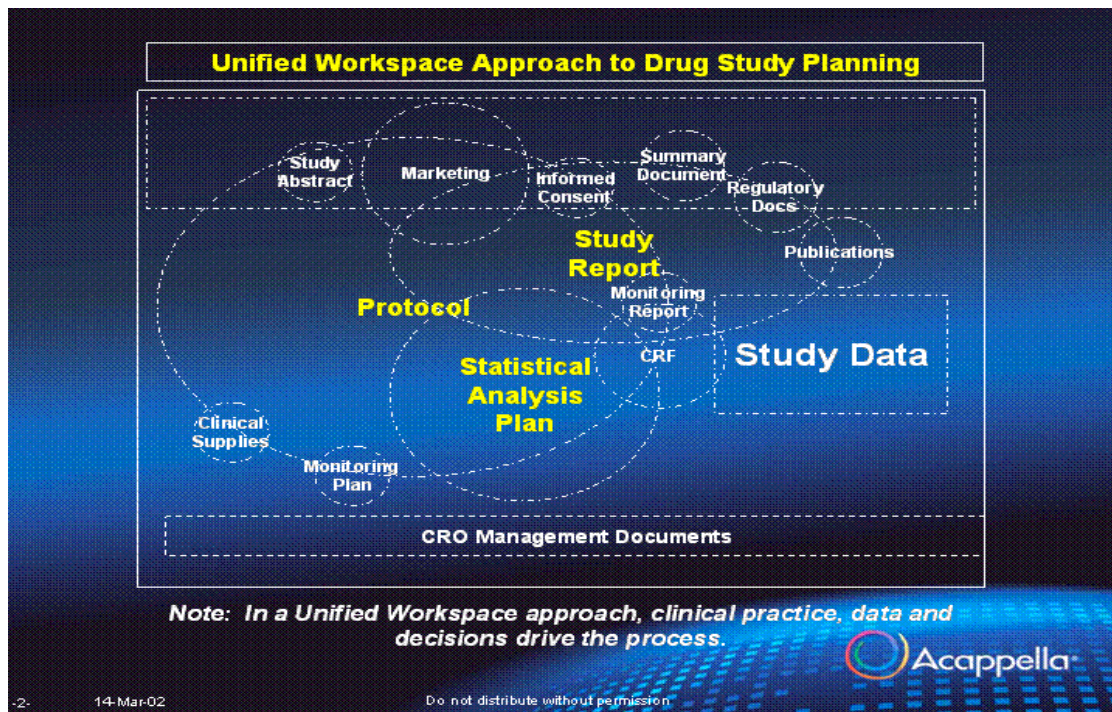 Unified Workspace Approach to Drug Study Planning
Study
Abstract
Marketing
Informed
Consent
Summary
Document
Regulatory
Docs
Publications
Study
Report
Monitoring
Report
Protocol
CRF
Study Data
Statistical
Analysis
Plan
Clinical
Supplies
Monitoring
Plan
CRO Management Documents
Note: In a Unified Workspace approach, clinical practice, data and
decisions drive the process.
Acappella
-2-
14-Mar-02
Do not distribute without permission